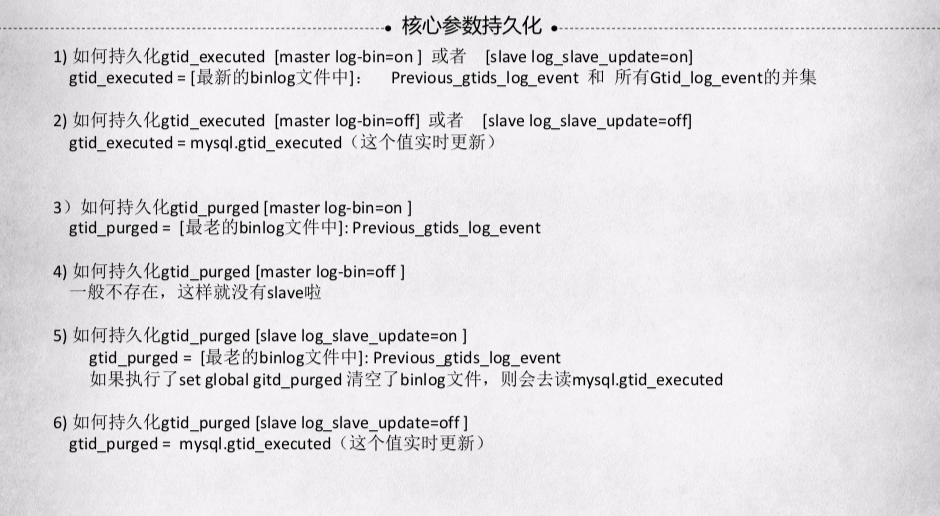 核心参数持久化
1) 如何持久化gtid_executed [master log-bin=on ] 或者 [slave log_slave_update=on]
gtid_executed = [最新的binlog文件中]: Previous_gtids_log_event 和 所有Gtid_log_event的并集
2) 如何持久化gtid_executed [master log-bin=off] 或者 [slave log_slave_update=off]
gtid_executed = mysql.gtid_executed（这个值实时更新）
3）如何持久化gtid_purged [master log-bin=on ]
gtid_purged = [最老的binlog文件中]: Previous_gtids_log_event
4) 如何持久化gtid_purged [master log-bin=off ]
一般不存在，这样就没有slave啦
5) 如何持久化gtid_purged [slave log_slave_update=on ]
gtid_purged = [最老的binlog文件中]: Previous_gtids_log_event
如果执行了set global gitd_purged 清空了binlog文件，则会去读mysql.gtid_executed
6) 如何持久化gtid_purged [slave log_slave_update=off ]
gtid_purged = mysql.gtid_executed（这个值实时更新）